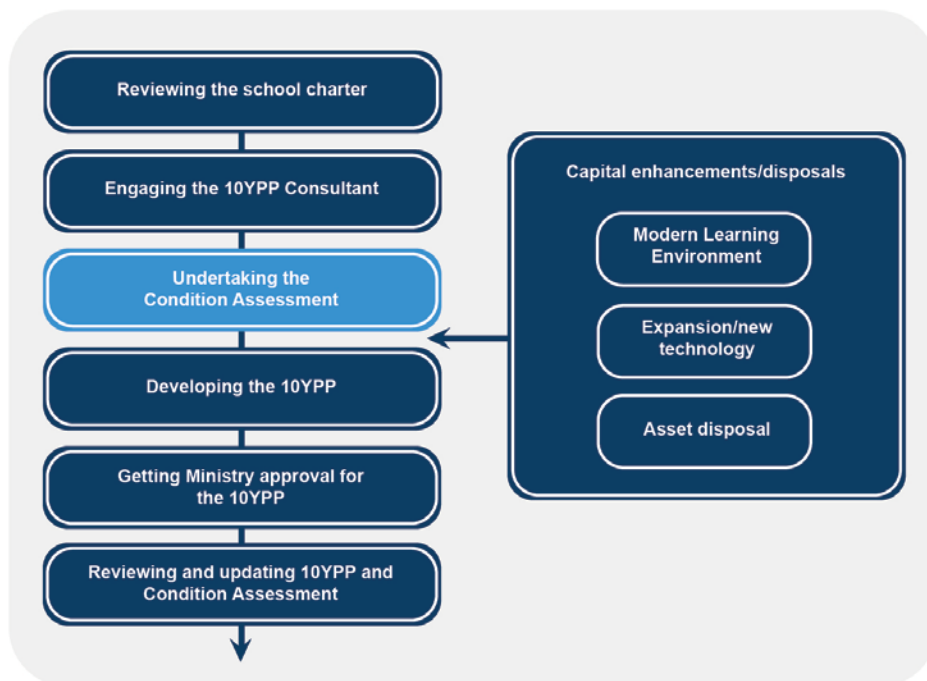 Reviewing the school charter
Engaging the 10YPP Consultant
Undertaking the
Condition Assessment
Developing the 10YPP
Getting Ministry approval for
the 10YPP
Reviewing and updating 10YPP and
Condition Assessment
Capital enhancements/disposals
Modern Learning
Environment
Expansion/new
technology
Asset disposal